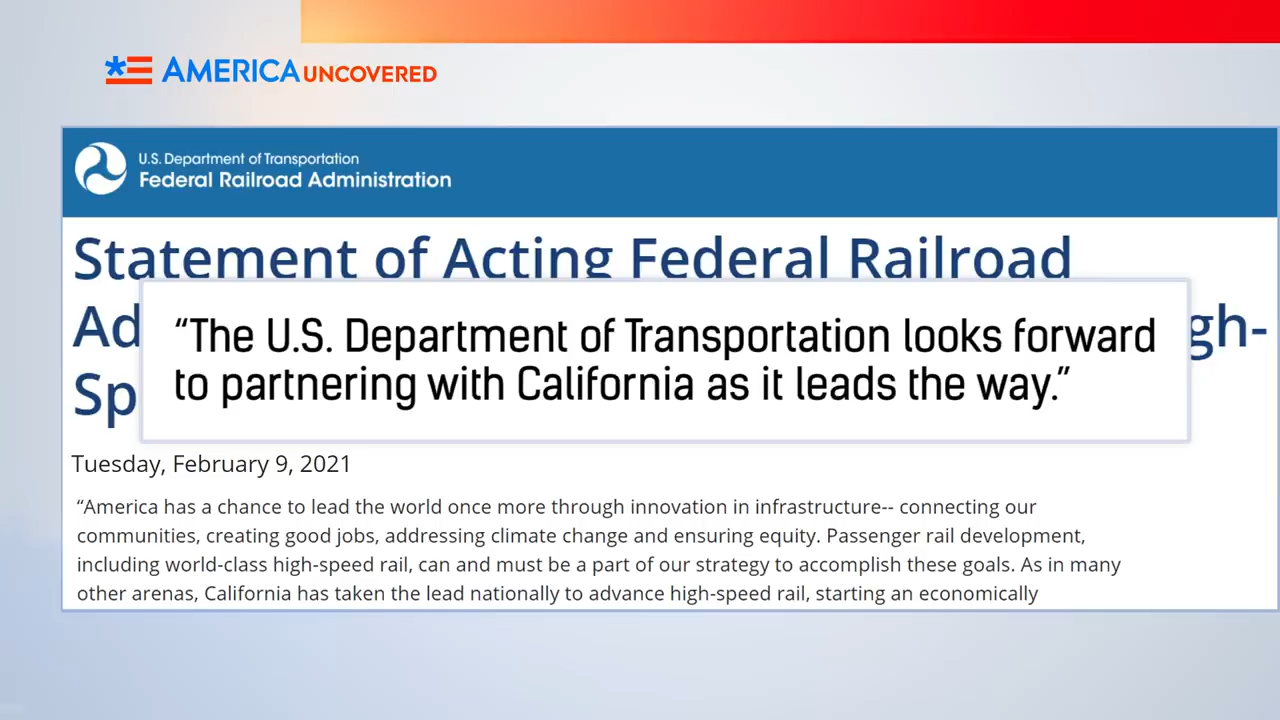 AMERICA UNCOVERED
U.S. Department of Transportation
Federal Railroad Administration
Statement of Acting Federal Railroad
“The U.S. Department of Transportation looks forward
to partnering with California as it leads the way.”
Tuesday, February 9, 2021
“America has a chance to lead the world once more through innovation in infrastructure-- connecting our
communities, creating good jobs, addressing climate change and ensuring equity. Passenger rail development,
including world-class high-speed rail, can and must be a part of our strategy to accomplish these goals. As in many
other arenas, California has taken the lead nationally to advance high-speed rail, starting an economically